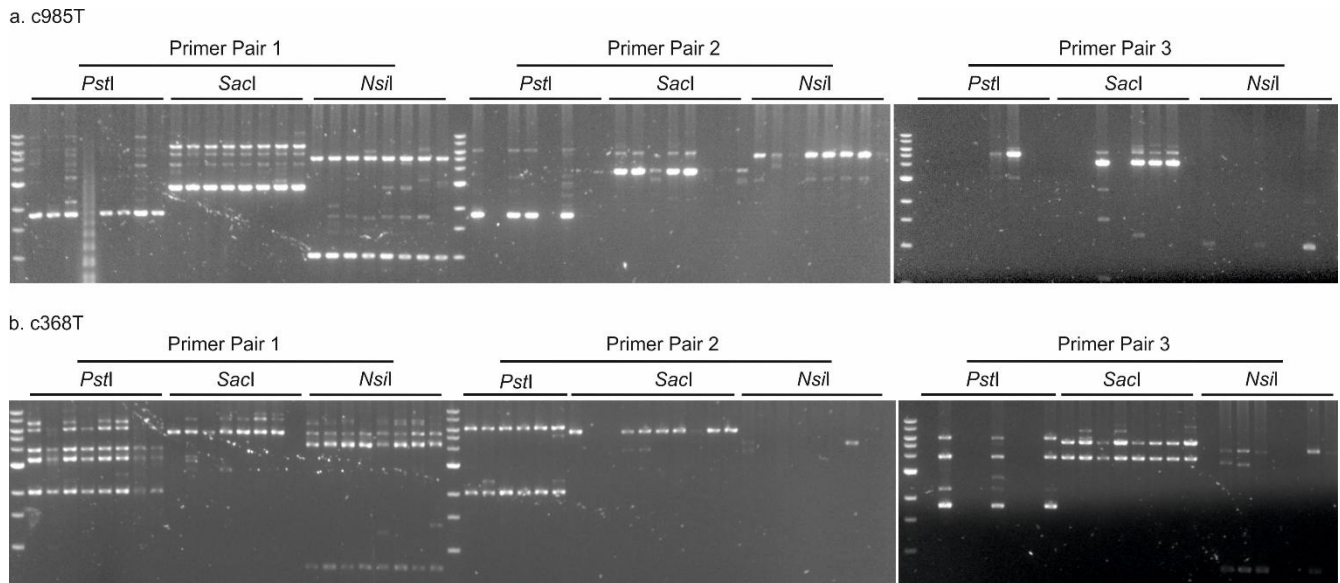 a. c985T
Primer Pair 1 Primer Pair 2 Primer Pair 3
PstI SacI NsiI PstI SacI NsiI PstI SacI NsiI
b. c368T
Primer Pair 1 Primer Pair 2 Primer Pair 3
PstI SacI NsiI PstI SacI NsiI PstI SacI NsiI